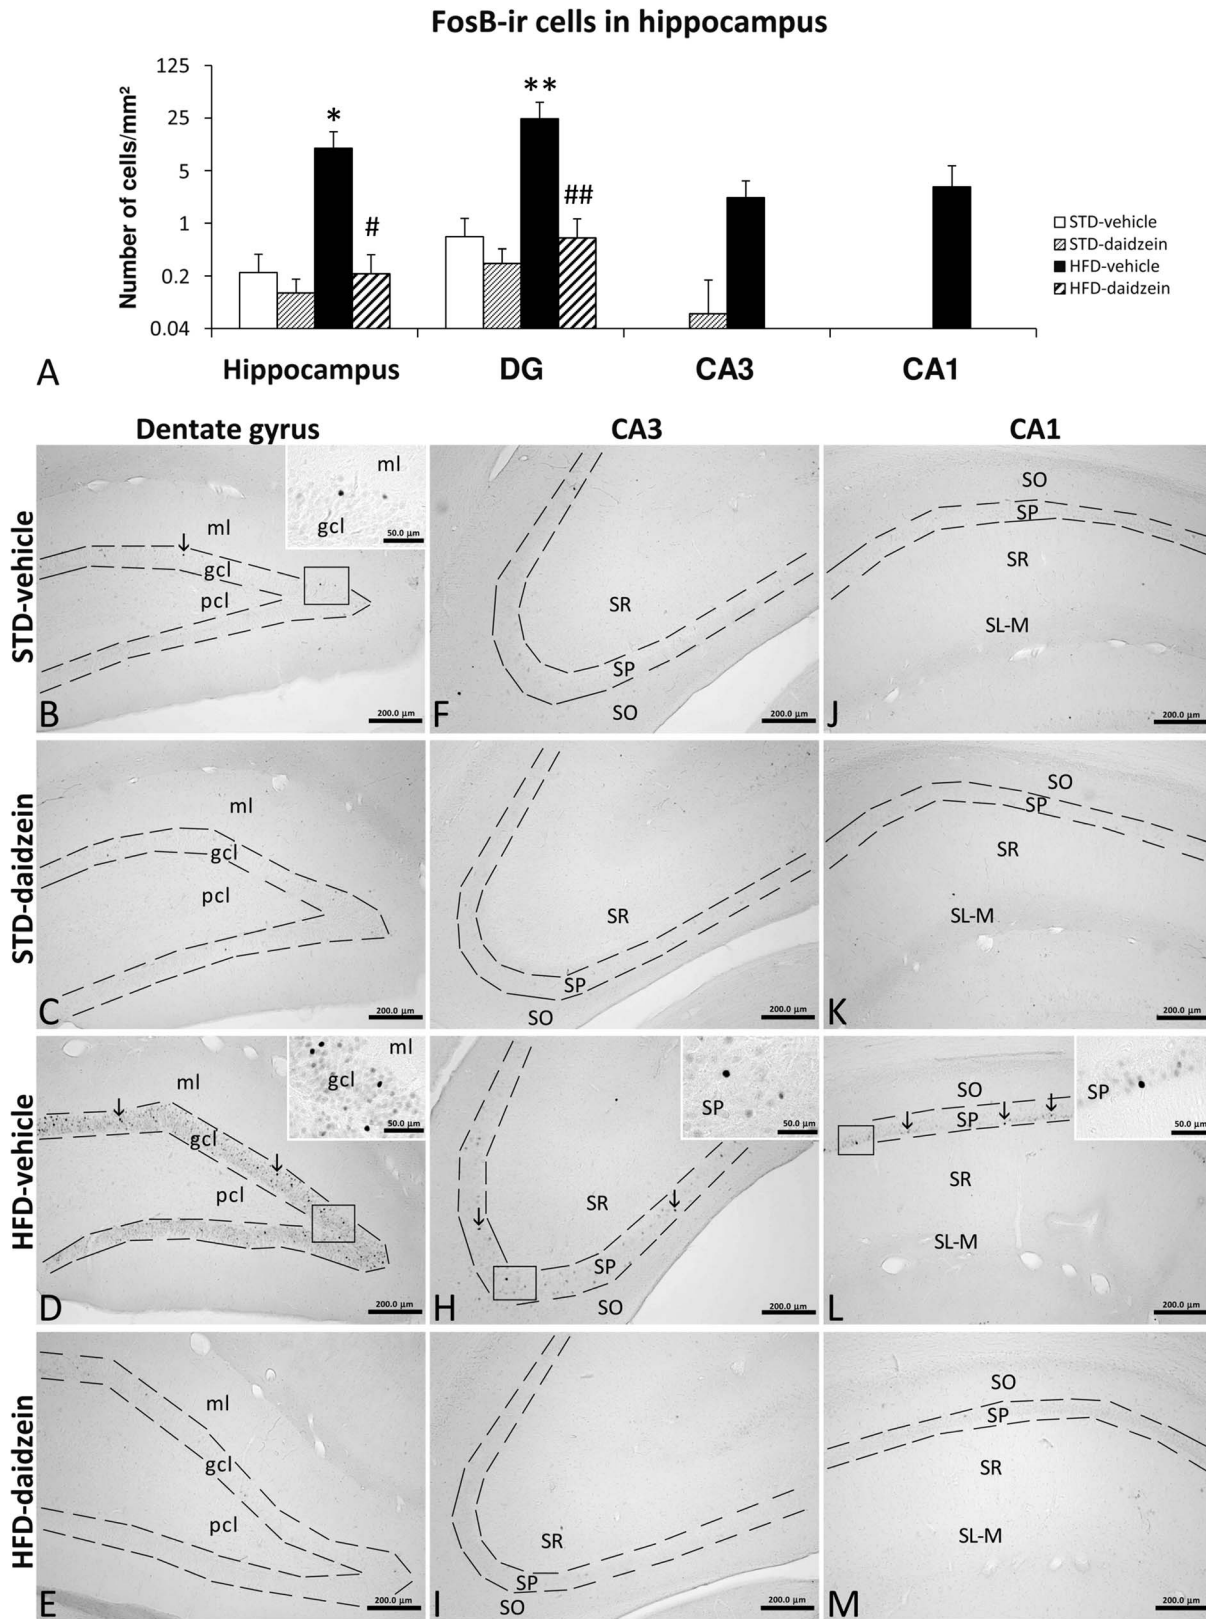 FosB-ir cells in hippocampus
Number of cells/mm²
125
25
5
1
0.2
0.04
*
#
**
##
Hippocampus
DG
CA3
CA1
STD-vehicle
STD-daidzein
HFD-vehicle
HFD-daidzein
A
Dentate gyrus
CA3
CA1
STD-vehicle
ml
gcl
50.0 µm
ml
gcl
pcl
B
200.0 µm
SR
SP
SO
F
200.0 µm
SO
SP
SR
SL-M
J
200.0 µm
STD-daidzein
ml
gcl
pcl
C
200.0 µm
SR
SP
SO
G
200.0 µm
SO
SP
SR
SL-M
K
200.0 µm
HFD-vehicle
ml
gcl
50.0 µm
ml
gcl
pcl
D
200.0 µm
SP
50.0 µm
SR
SP
SO
H
200.0 µm
SP
50.0 µm
SO
SP
SR
SL-M
L
200.0 µm
HFD-daidzein
ml
gcl
pcl
E
200.0 µm
SR
SP
SO
I
200.0 µm
SO
SP
SR
SL-M
M
200.0 µm